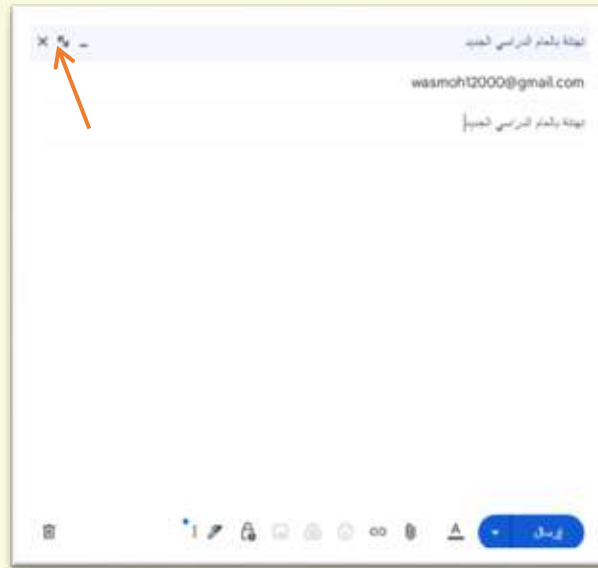 تهنئة بالعام الدراسي الجديد
wasmoh12000@gmail.com
تهنئة بالعام الدراسي الجديد
إرسال